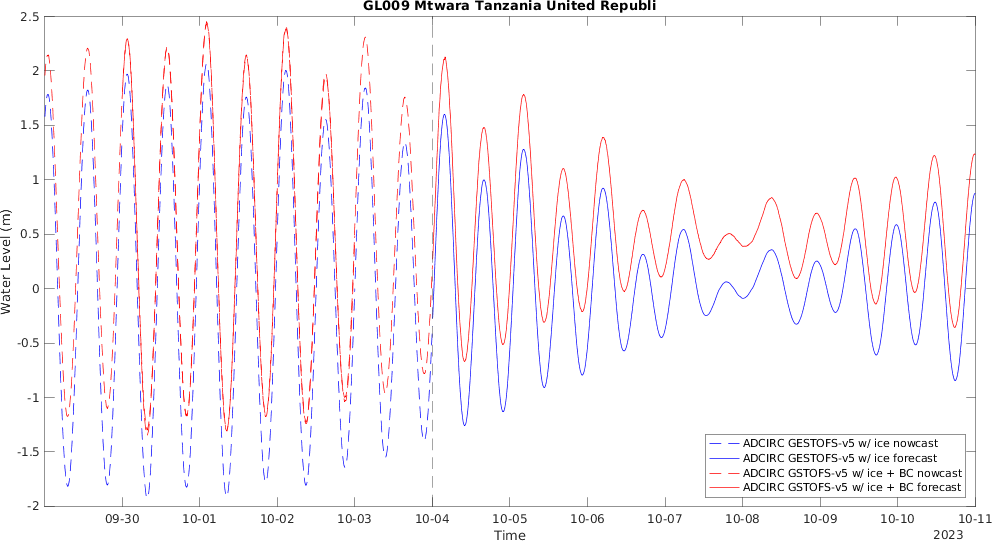 GL009 Mtwara Tanzania United Republi
Water Level (m)
2.5
2
1.5
1
0.5
0
-0.5
-1
-1.5
-2
09-30 10-01 10-02 10-03 10-04 10-05 10-06 10-07 10-08 10-09 10-10 10-11
Time
2023
ADCIRC GESTOFS-v5 w/ ice nowcast
ADCIRC GESTOFS-v5 w/ ice forecast
ADCIRC GSTOFS-v5 w/ ice + BC nowcast
ADCIRC GSTOFS-v5 w/ ice + BC forecast